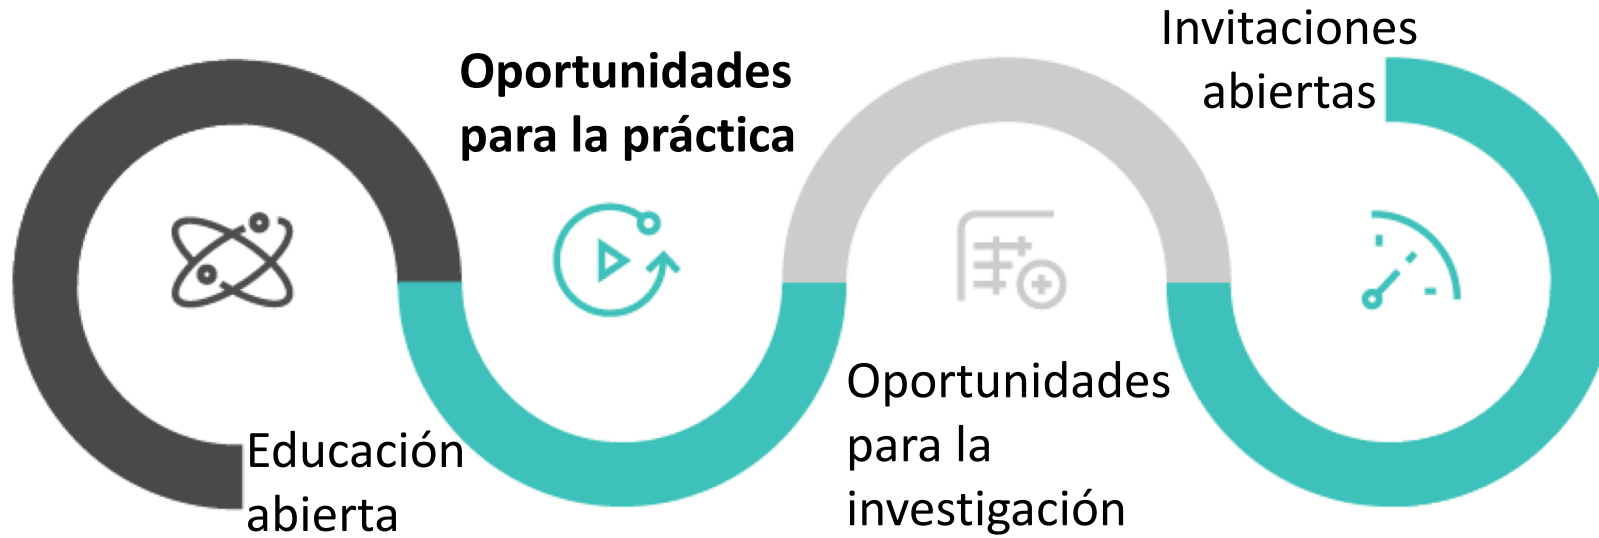 Educación
abierta
Oportunidades
para la práctica
Oportunidades
para la
investigación
Invitaciones
abiertas